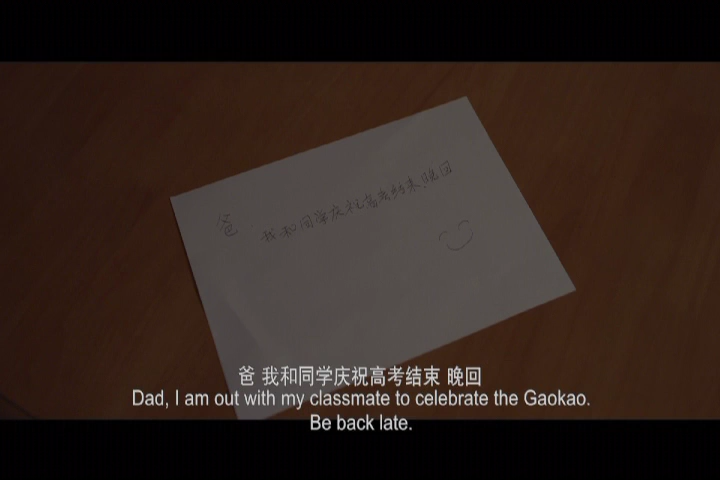 爸
我和同学庆祝高考结束,晚回
爸 我和同学庆祝高考结束 晚回
Dad, I am out with my classmate to celebrate the Gaokao.
Be back late.